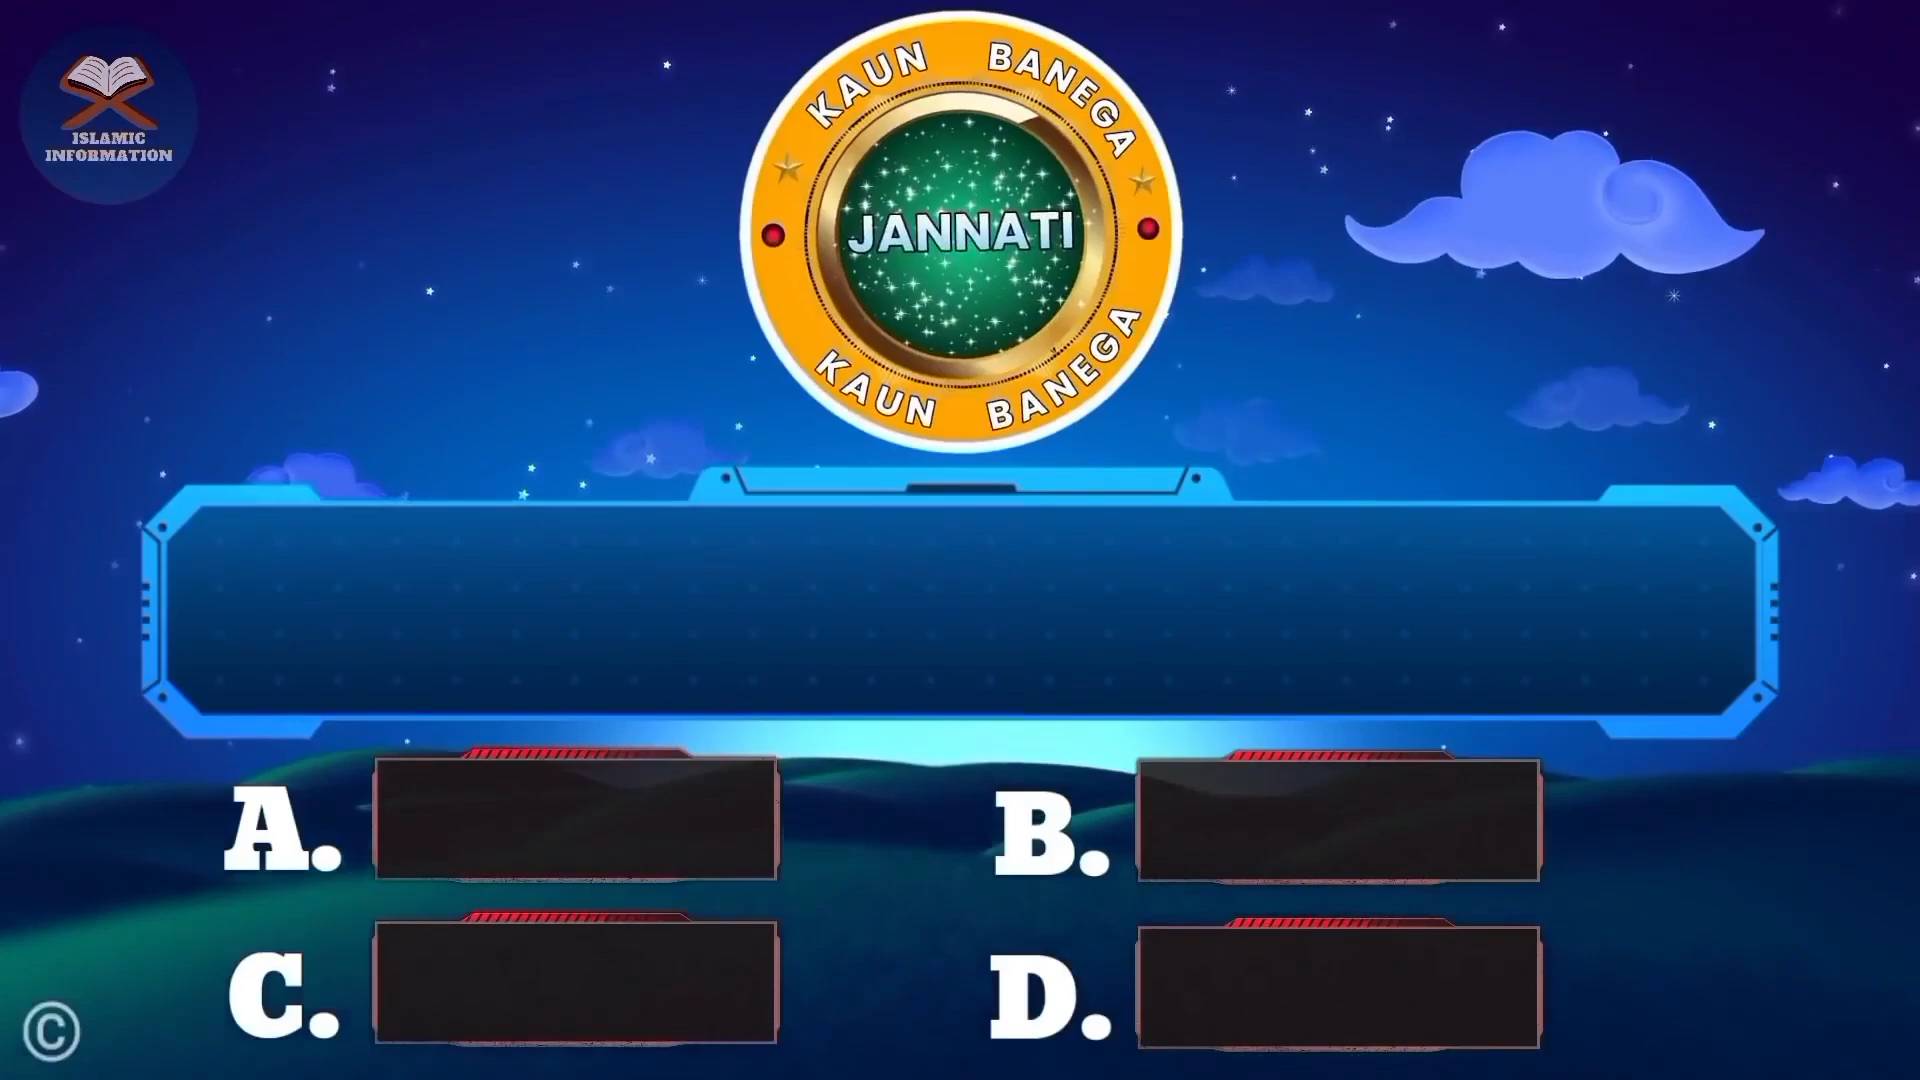 ISLAMIC
INFORMATION
KAUN BANEGA
JANNATI
KAUN BANEGA
A.
B.
C.
D.
©